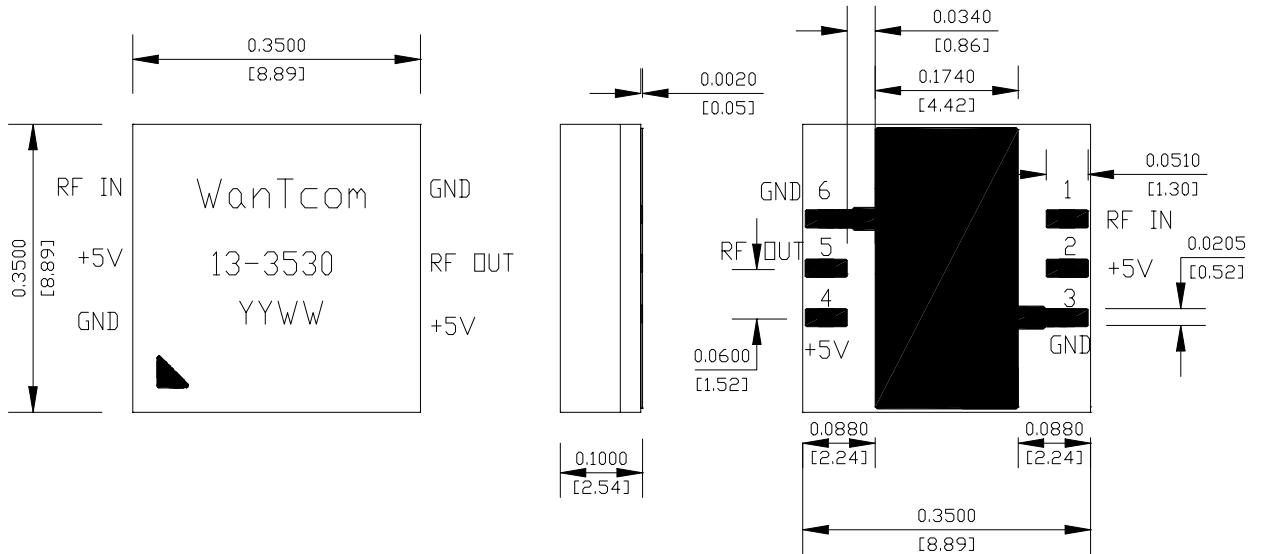 0.3500
[8.89]
0.3500
[8.89]
RF IN
+5V
GND
WanTcom
13-3530
YYWW
GND
RF OUT
+5V
0.0020
[0.05]
0.1000
[2.54]
0.0340
[0.86]
0.1740
[4.42]
0.0510
[1.30]
GND 6
RF OUT 5
4
+5V
1
RF IN
2
+5V
3
GND
0.0205
[0.52]
0.0600
[1.52]
0.0880
[2.24]
0.0880
[2.24]
0.3500
[8.89]